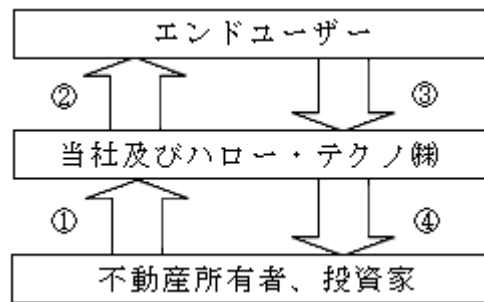 エンドユーザー
② ③
当社及びハロー・テクノ㈱
① ④
不動産所有者、投資家